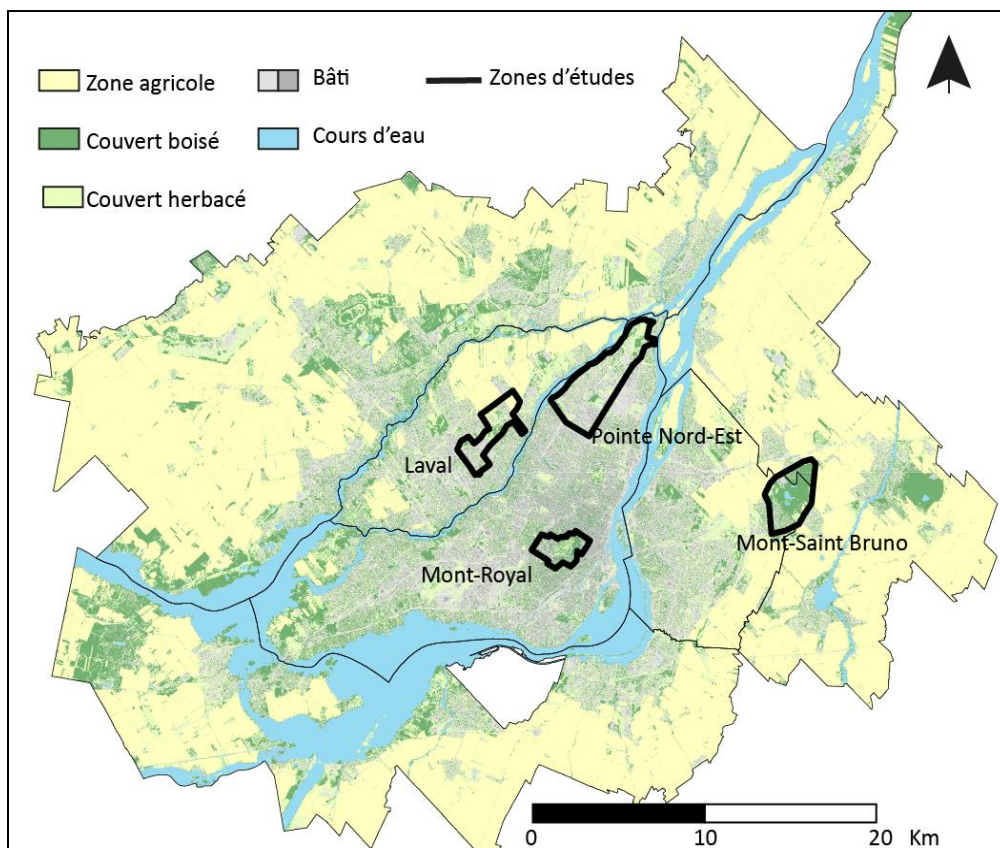 Zone agricole
Bâti
Zones d'études
Couvert boisé
Cours d'eau
Couvert herbacé
Pointe Nord-Est
Laval
Mont-Saint Bruno
Mont-Royal
0 10 20 Km